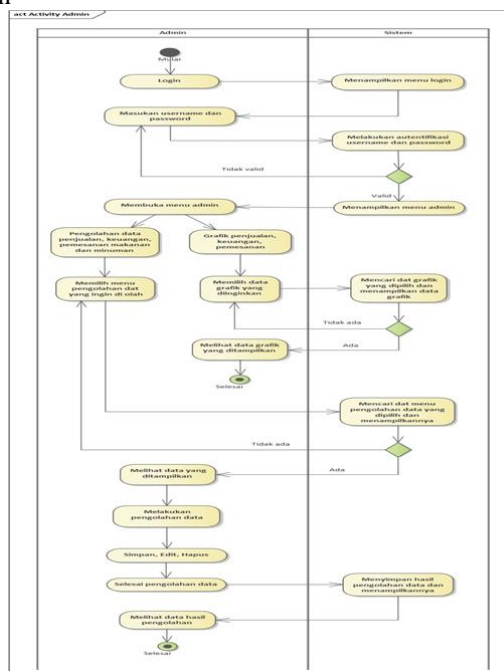 act Activity Admin
Admin
Sistem
Mulai
Login
Menampilkan menu login
Masukan username dan
password
Melakukan autentifikasi
username dan password
Tidak valid
Valid
Membuka menu admin
Menampilkan menu admin
Pengolahan data
penjualan, keuangan,
pemesanan makanan
dan minuman
Grafik penjualan,
keuangan,
pemesanan
Memilih menu
pengolahan dat
yang ingin di olah
Memilih data
grafik yang
diinginkan
Mencari dat grafik
yang dipilih dan
menampilkan data
grafik
Tidak ada
Ada
Melihat data grafik
yang ditampilkan
Selesai
Mencari dat menu
pengolahan data yang
dipilih dan
menampilkannya
Tidak ada
Ada
Melihat data yang
ditampilkan
Melakukan
pengolahan data
Simpan, Edit, Hapus
Selesai pengolahan data
Menyimpan hasil
pengolahan data dan
menampilkannya
Melihat data hasil
pengolahan
Selesai